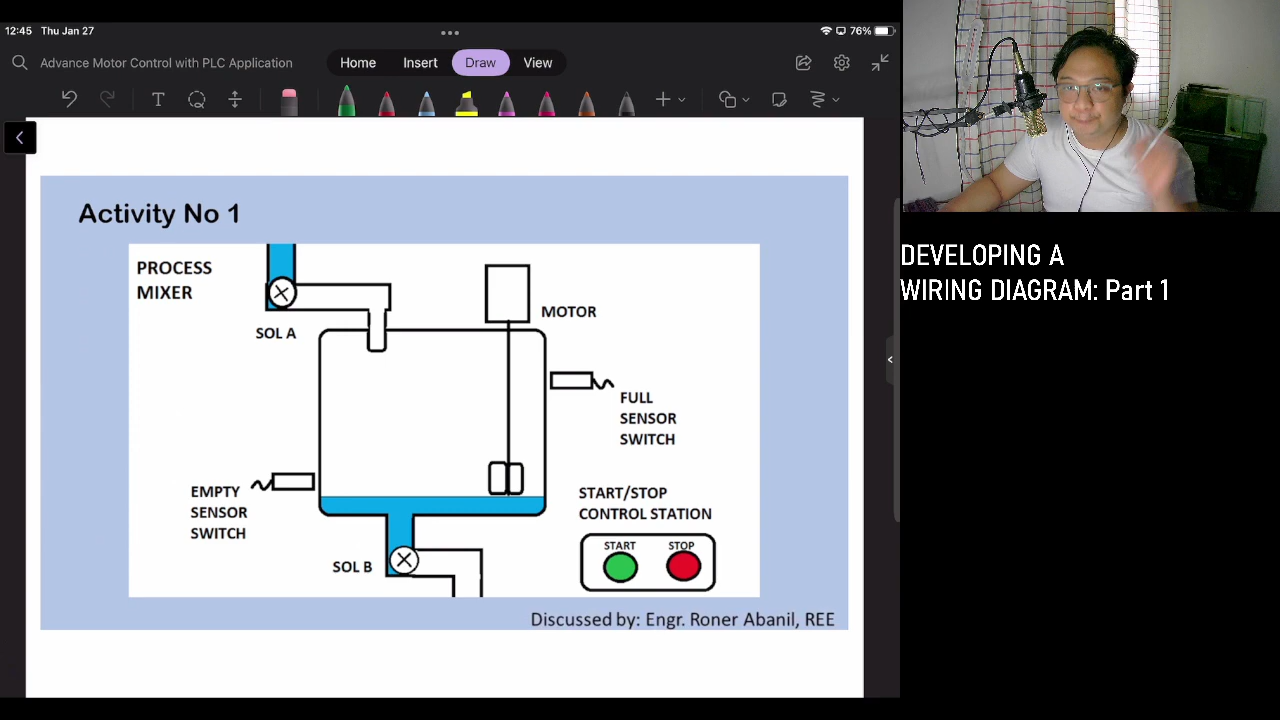 12:45 Thu Jan 27
76%
Advance Motor Control with PLC Application
Home Insert Draw View
T
Activity No 1
PROCESS
MIXER
SOL A
MOTOR
FULL
SENSOR
SWITCH
EMPTY
SENSOR
SWITCH
SOL B
START/STOP
CONTROL STATION
START STOP
Discussed by: Engr. Roner Abanil, REE
DEVELOPING A
WIRING DIAGRAM: Part 1